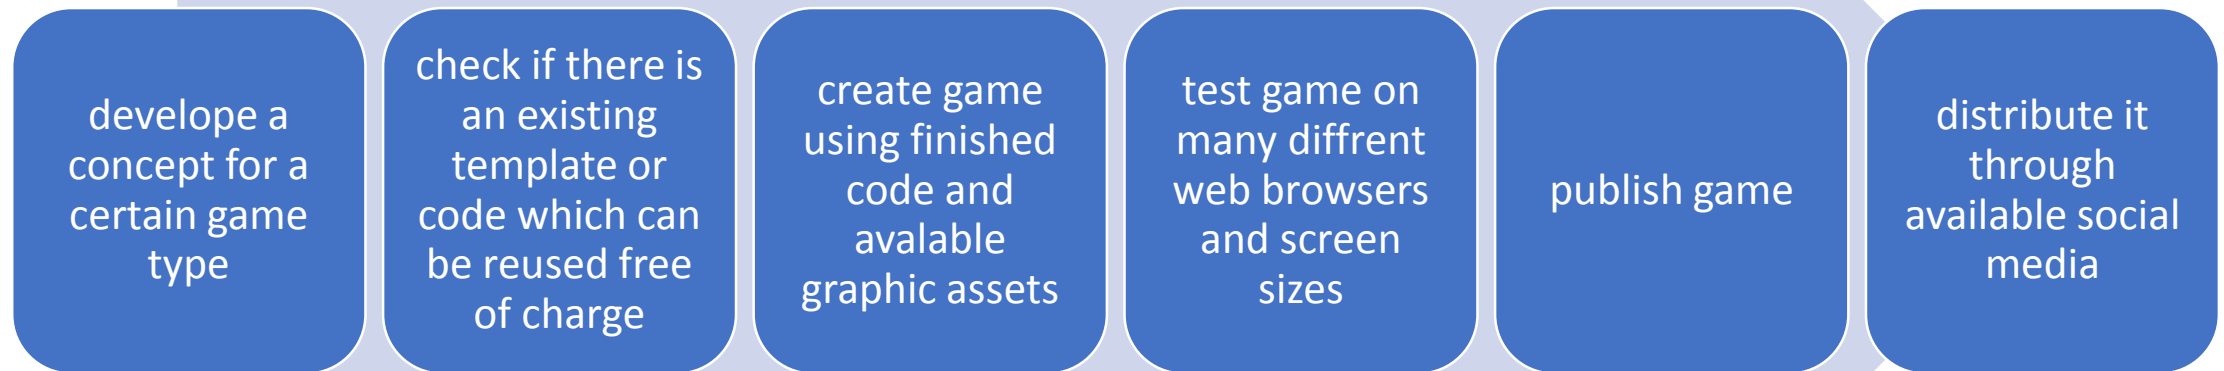 develope a
concept for a
certain game
type
check if there is
an existing
template or
code which can
be reused free
of charge
create game
using finished
code and
avalable
graphic assets
test game on
many diffrent
web browsers
and screen
sizes
publish game
distribute it
through
available social
media